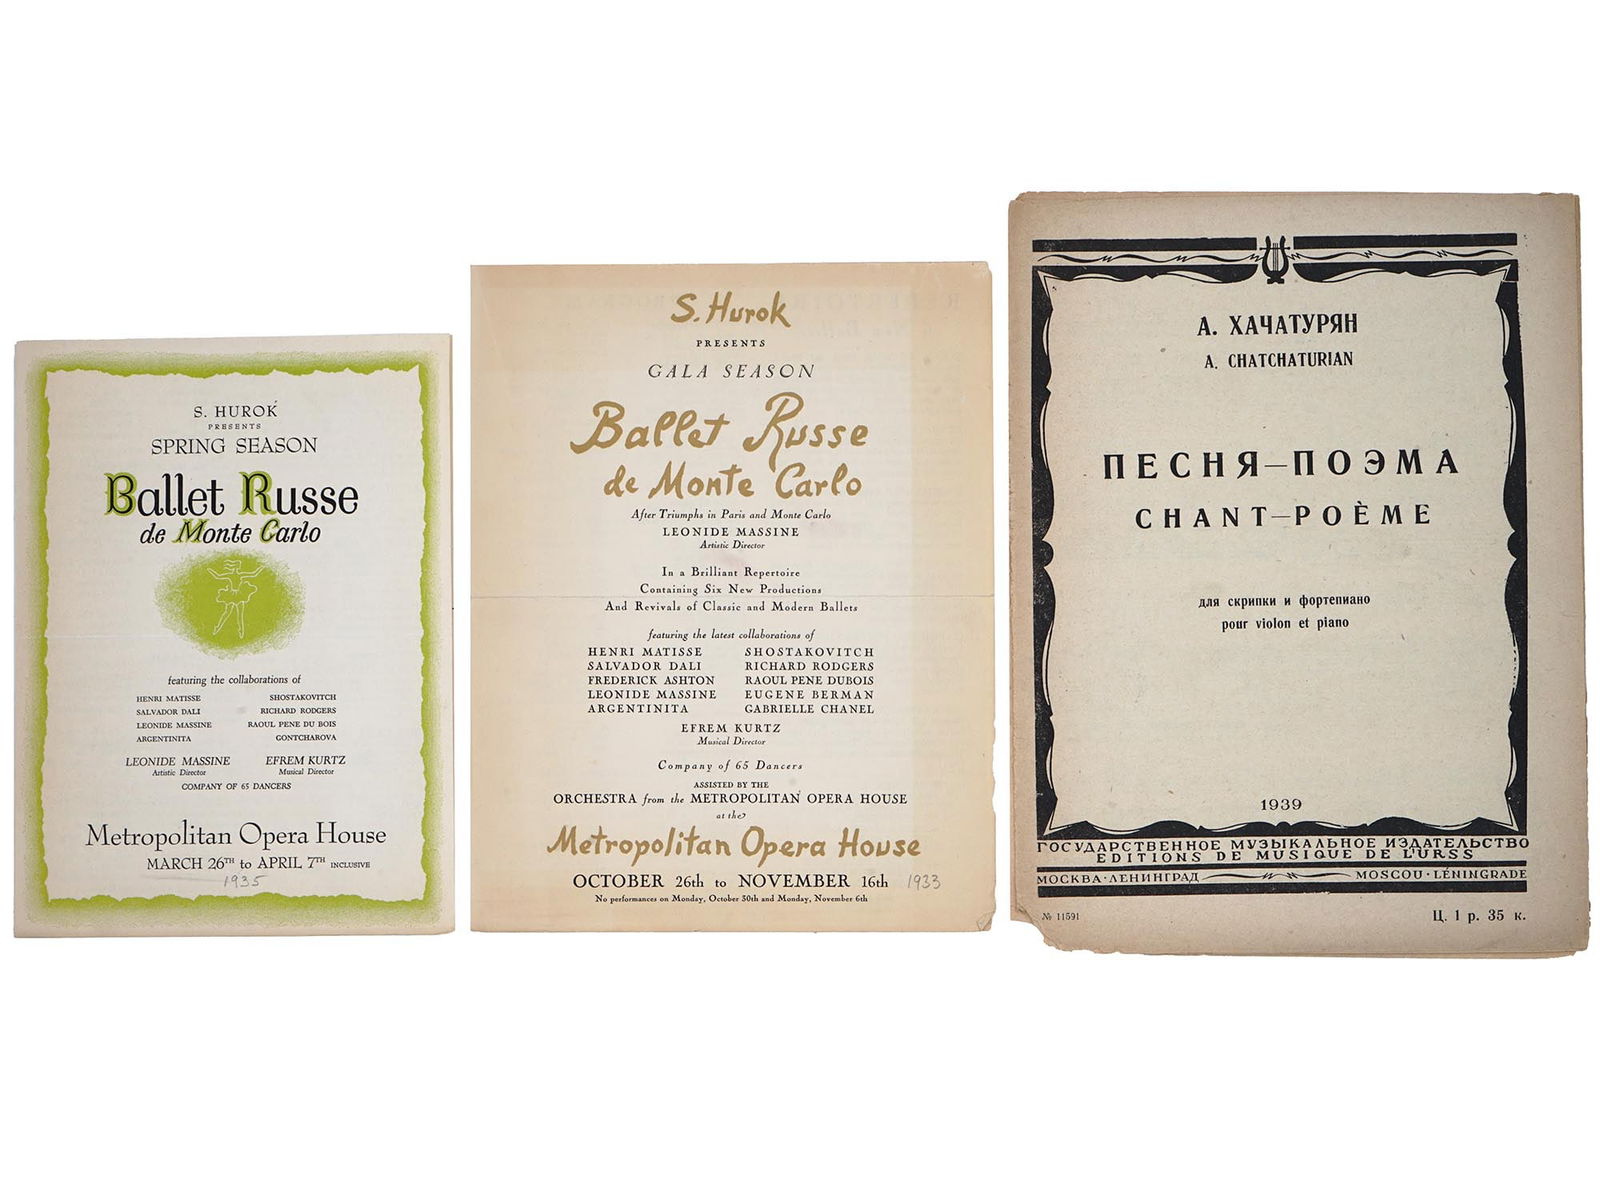 S. HUROK
PRESENTS
SPRING SEASON
Ballet Russe
de Monte Carlo
featuring the collaborations of
HENRI MATISSE SHOSTAKOVITCH
SALVADOR DALI RICHARD RODGERS
LEONIDE MASSINE RAOUL PENE DU BOIS
ARGENTINITA GONTCHAROVA
LEONIDE MASSINE EFREM KURTZ
Artistic Director Musical Director
COMPANY OF 65 DANCERS
Metropolitan Opera House
MARCH 26TH to APRIL 7TH INCLUSIVE
1935
S. Hurok
PRESENTS
GALA SEASON
Ballet Russe
de Monte Carlo
After Triumphs in Paris and Monte Carlo
LEONIDE MASSINE
Artistic Director
In a Brilliant Repertoire
Containing Six New Productions
And Revivals of Classic and Modern Ballets
featuring the latest collaborations of
HENRI MATISSE SHOSTAKOVITCH
SALVADOR DALI RICHARD RODGERS
FREDERICK ASHTON RAOUL PENE DUBOIS
LEONIDE MASSINE EUGENE BERMAN
ARGENTINITA GABRIELLE CHANEL
EFREM KURTZ
Musical Director
Company of 65 Dancers
ASSISTED BY THE
ORCHESTRA from the METROPOLITAN OPERA HOUSE
at the
Metropolitan Opera House
OCTOBER 26th to NOVEMBER 16th 1933
No performances on Monday, October 30th and Monday, November 6th
А. ХАЧАТУРЯН
A. CHATCHATURIAN
ПЕСНЯ—ПОЭМА
CHANT—POÈME
для скрипки и фортепиано
pour violon et piano
1939
ГОСУДАРСТВЕННОЕ МУЗЫКАЛЬНОЕ ИЗДАТЕЛЬСТВО
EDITIONS DE MUSIQUE DE L'URSS
МОСКВА·ЛЕНИНГРАД MOSCOU·LÉNINGRADE
№ 11591 Ц. 1 р. 35 к.